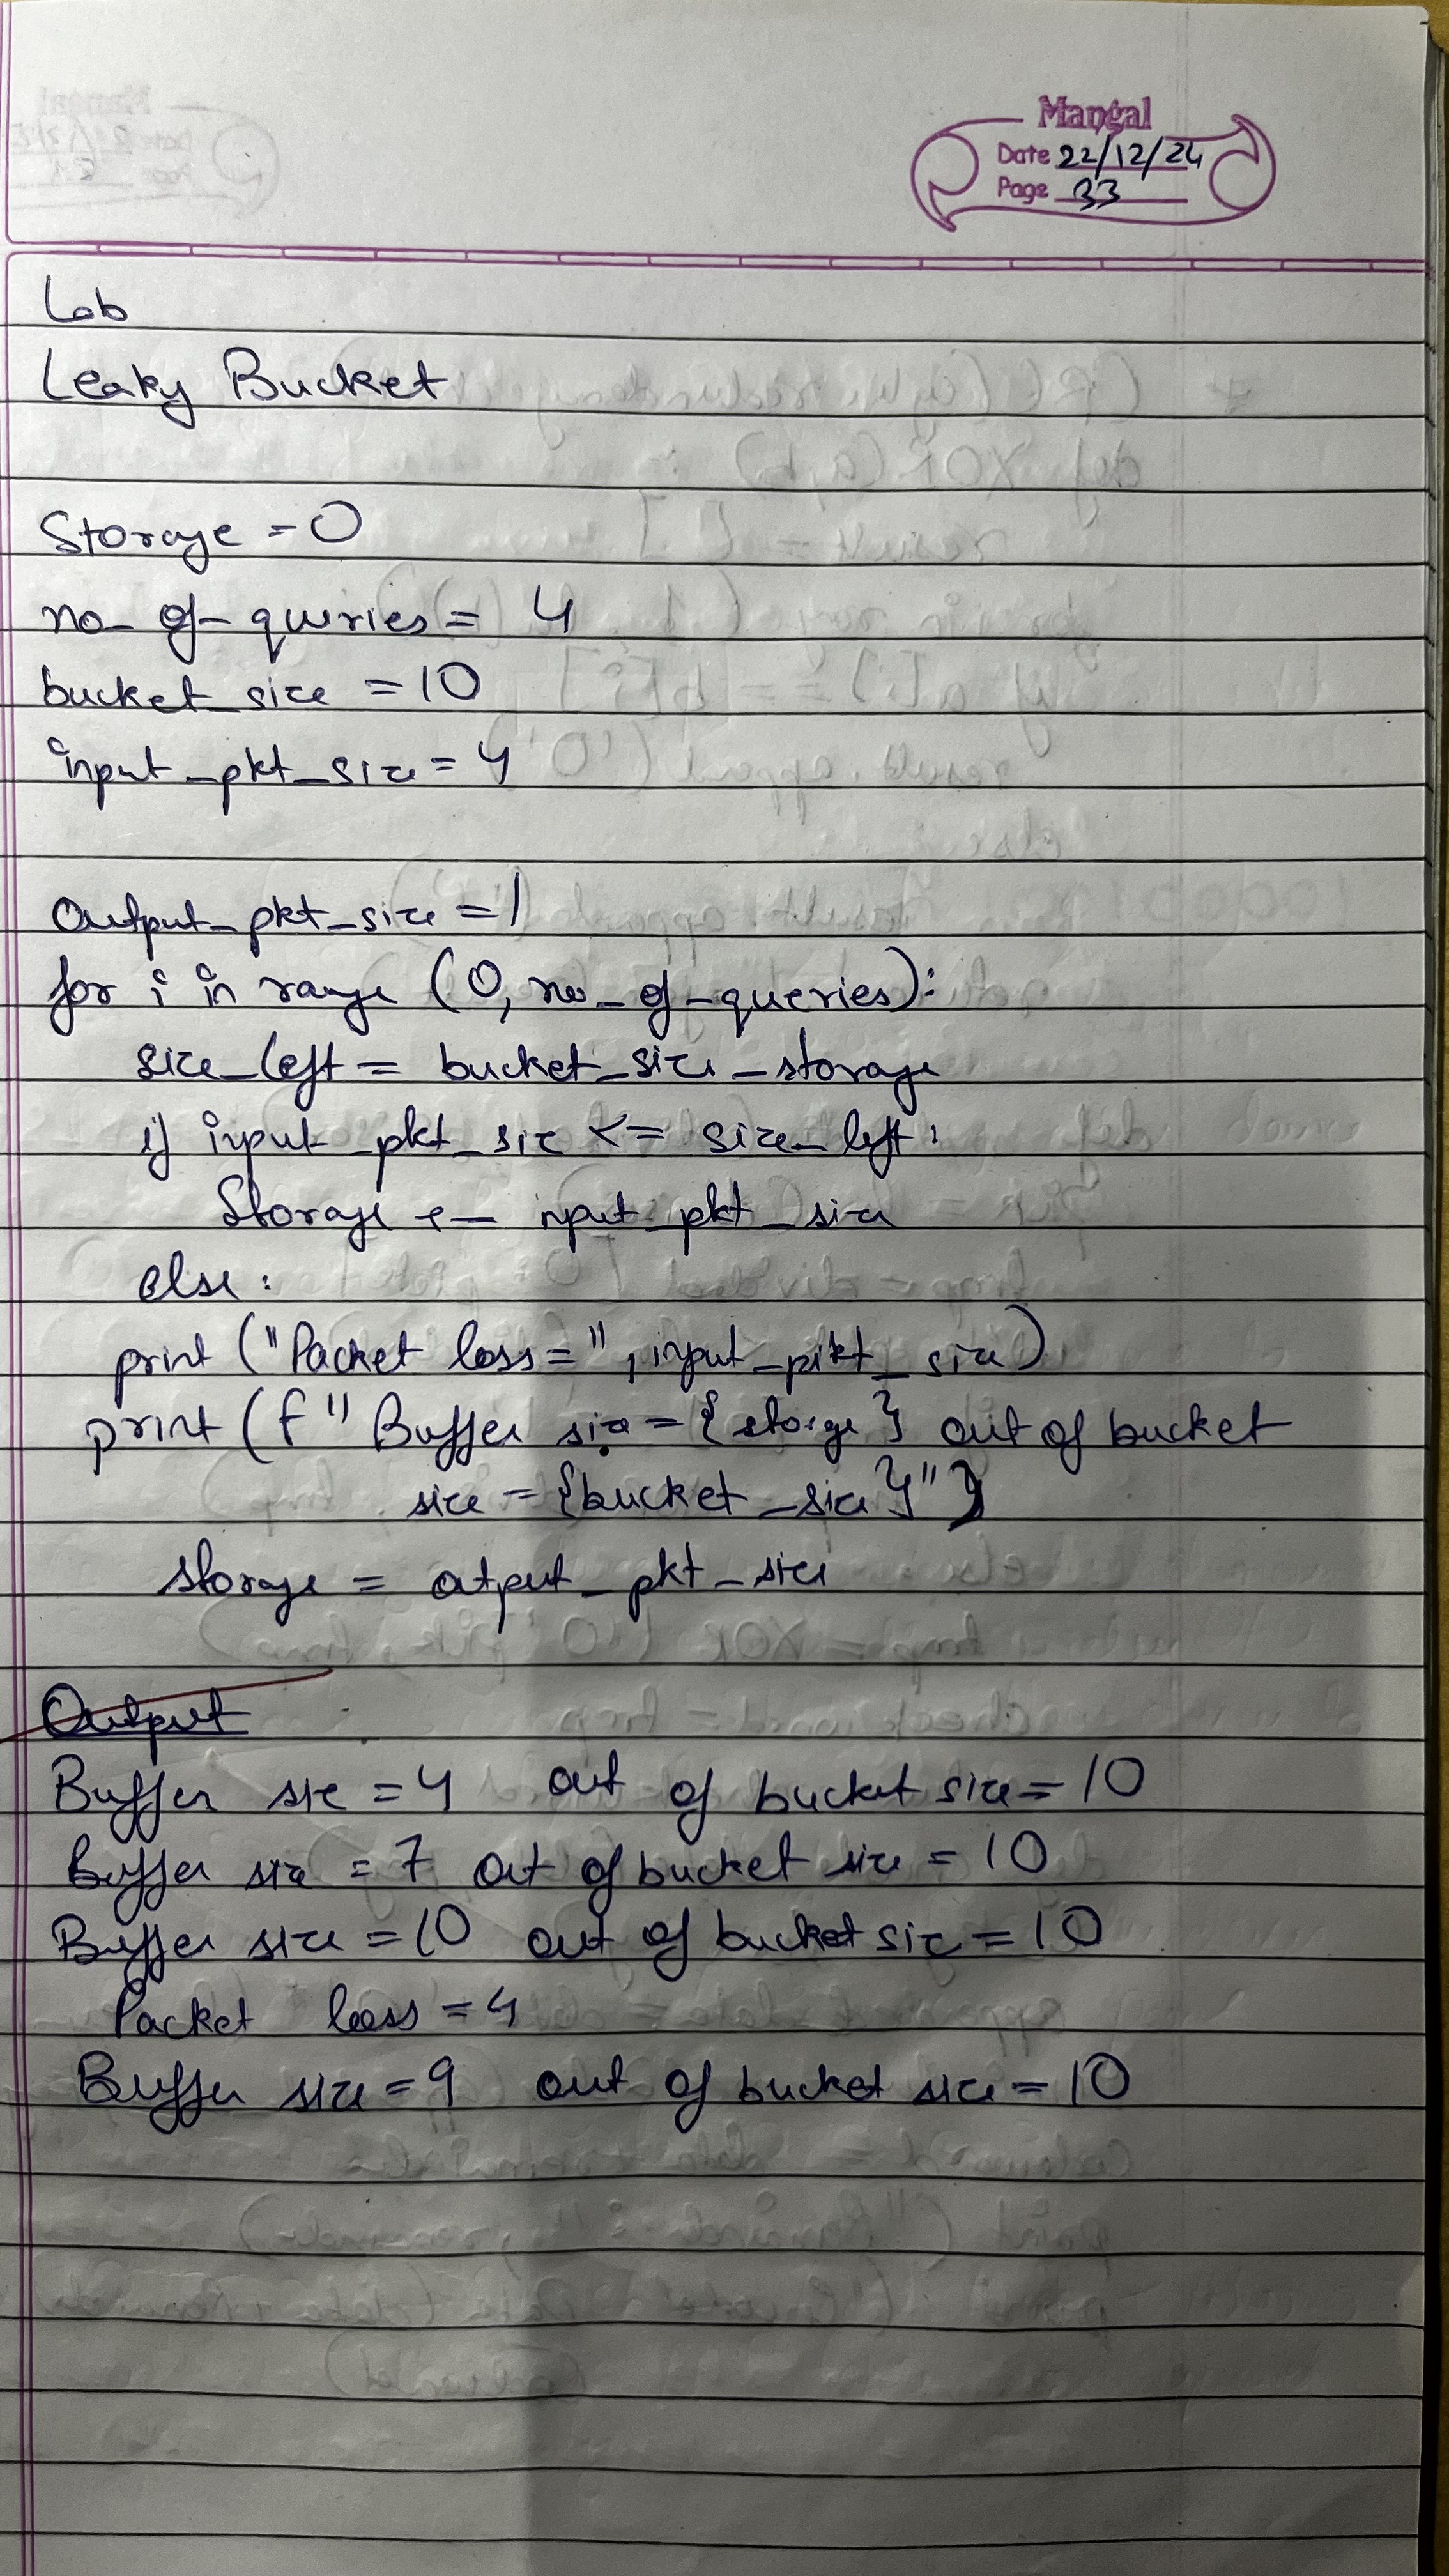 Mangal
Date 22/12/24
Page 33
Lab
Leaky Bucket
Storage = 0
no_of_queries = 4
bucket_size = 10
input_pkt_size = 4
Output_pkt_size = 1
for i in range (0, no_of_queries):
size_left = bucket_size - storage
if input_pkt_size <= size_left:
Storage += input_pkt_size
else:
print ("Packet loss=", input_pkt_size)
print (f" Buffer size = {storge} out of bucket
size = {bucket_size}")
storage = output_pkt_size
Output
Buffer size = 4 out of bucket size = 10
Buffer size = 7 out of bucket size = 10
Buffer size = 10 out of bucket size = 10
Packet loss = 4
Buffer size = 9 out of bucket size = 10